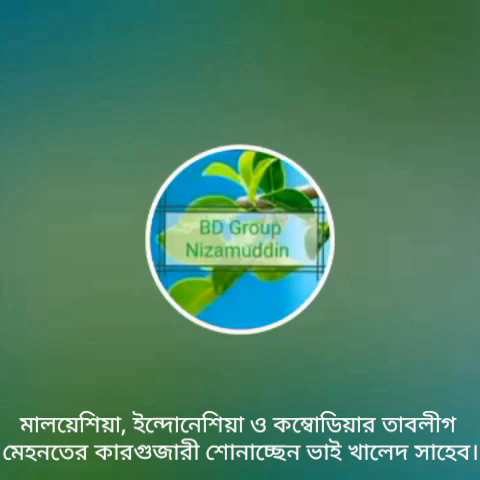 BD Group
Nizamuddin
মালয়েশিয়া, ইন্দোনেশিয়া ও কম্বোডিয়ার তাবলীগ
মেহনতের কারগুজারী শোনাচ্ছেন ভাই খালেদ সাহেব।